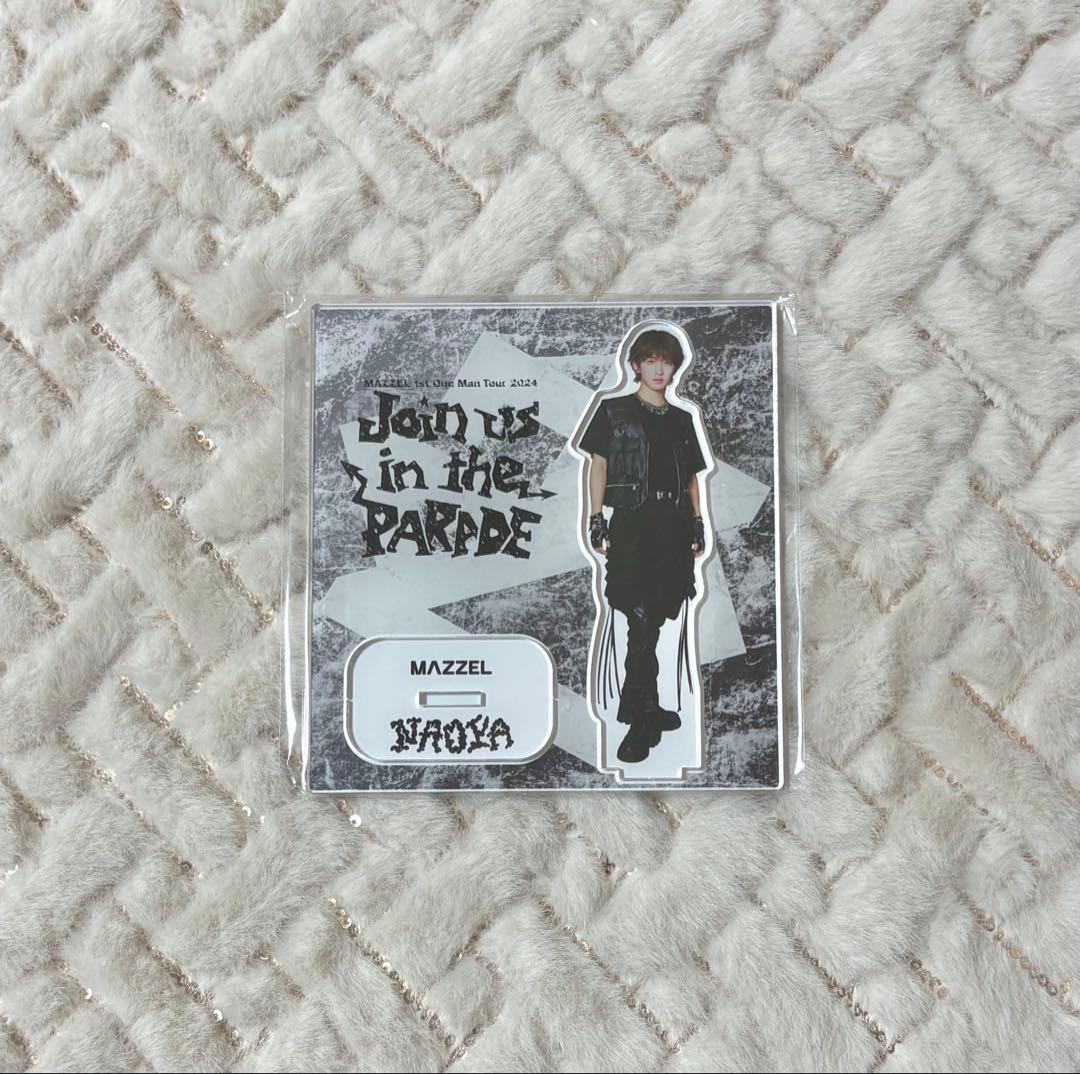 MAZZEL 1st One Man Tour 2024
Join us
in the
PARADE
MAZZEL
NAOYA